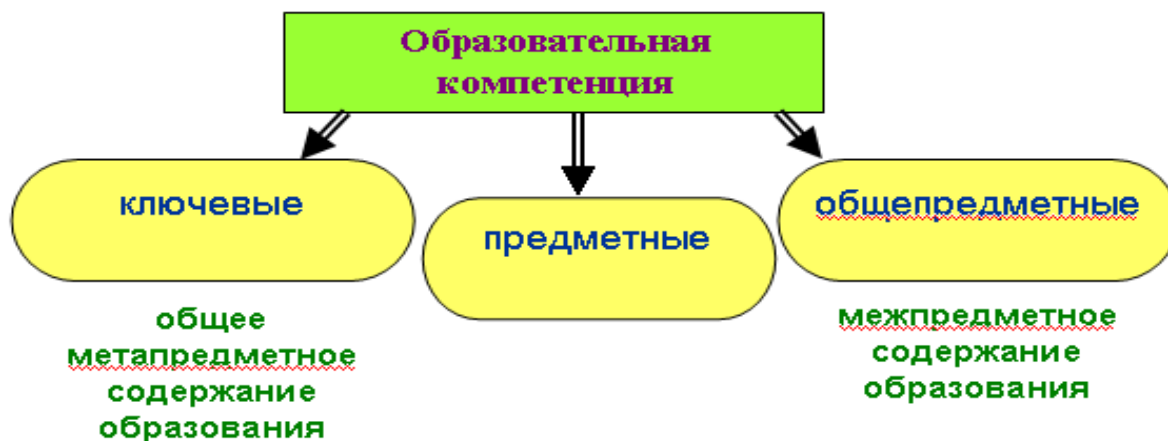 Образовательная
компетенция
ключевые
предметные
общепредметные
общее
метапредметное
содержание
образования
межпредметное
содержание
образования